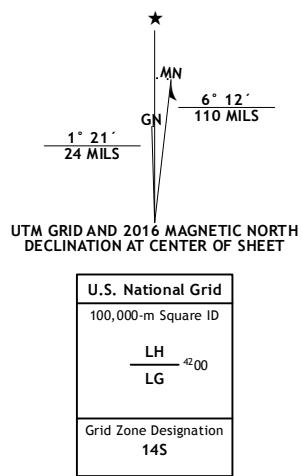 ★
MN
GN
6° 12´
110 MILS
1° 21´
24 MILS
UTM GRID AND 2016 MAGNETIC NORTH
DECLINATION AT CENTER OF SHEET
U.S. National Grid
100,000-m Square ID
LH
4200
LG
Grid Zone Designation
14S